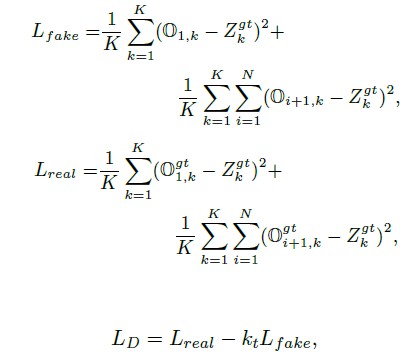 L_{fake} = \frac{1}{K} \sum_{k=1}^{K} (\mathbb{O}_{1,k} - Z_k^{gt})^2 +
\frac{1}{K} \sum_{k=1}^{K} \sum_{i=1}^{N} (\mathbb{O}_{i+1,k} - Z_k^{gt})^2,
L_{real} = \frac{1}{K} \sum_{k=1}^{K} (\mathbb{O}_{1,k}^{gt} - Z_k^{gt})^2 +
\frac{1}{K} \sum_{k=1}^{K} \sum_{i=1}^{N} (\mathbb{O}_{i+1,k}^{gt} - Z_k^{gt})^2,
L_D = L_{real} - k_t L_{fake},